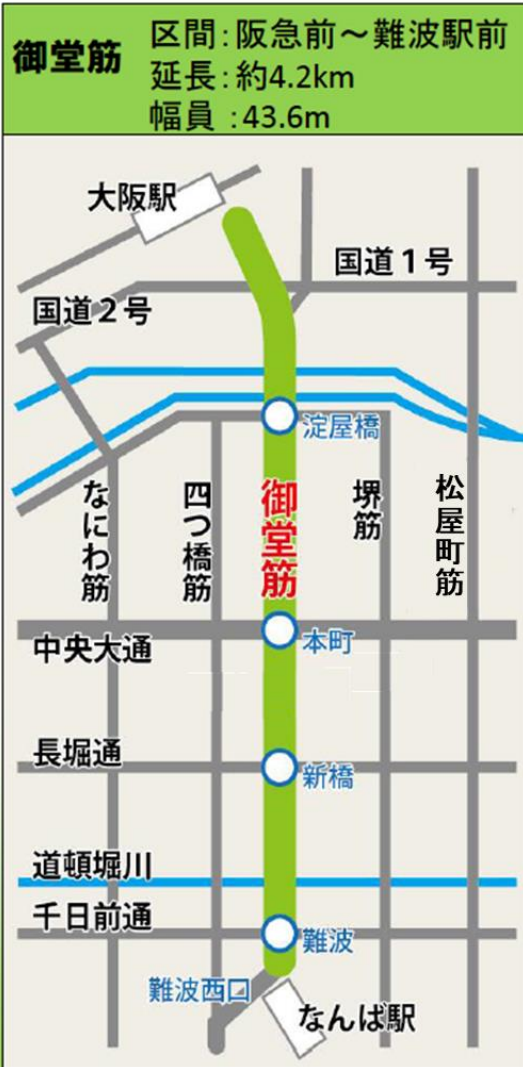 御堂筋
区間:阪急前～難波駅前
延長:約4.2km
幅員 :43.6m
大阪駅
国道1号
国道2号
淀屋橋
なにわ筋
四つ橋筋
御堂筋
堺筋
松屋町筋
中央大通
本町
長堀通
新橋
道頓堀川
千日前通
難波
難波西口
なんば駅